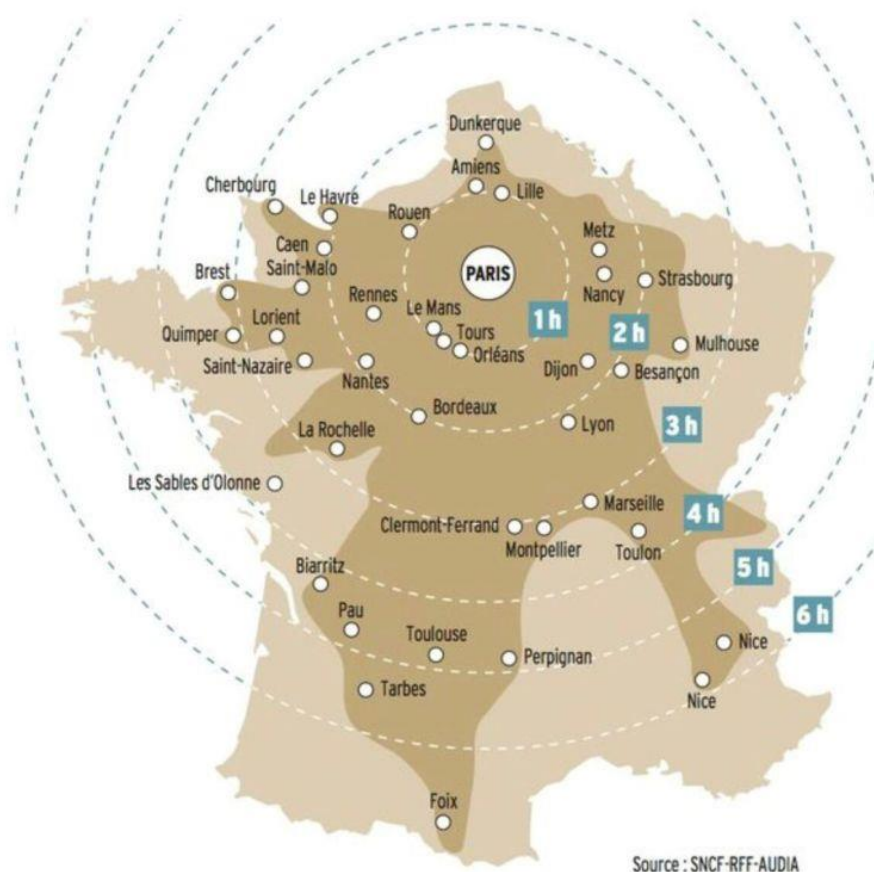 Dunkerque
Amiens
Lille
Cherbourg
Le Havre
Rouen
Caen
Metz
Saint-Malo
PARIS
Brest
Nancy
Strasbourg
Rennes
Le Mans
1 h
2 h
Quimper
Lorient
Tours
Orléans
Mulhouse
Saint-Nazaire
Nantes
Dijon
Besançon
Bordeaux
Lyon
3 h
La Rochelle
Les Sables d'Olonne
Marseille
4 h
Clermont-Ferrand
Montpellier
Toulon
Biarritz
5 h
Pau
6 h
Toulouse
Perpignan
Nice
Tarbes
Nice
Foix
Source : SNCF-RFF-AUDIA